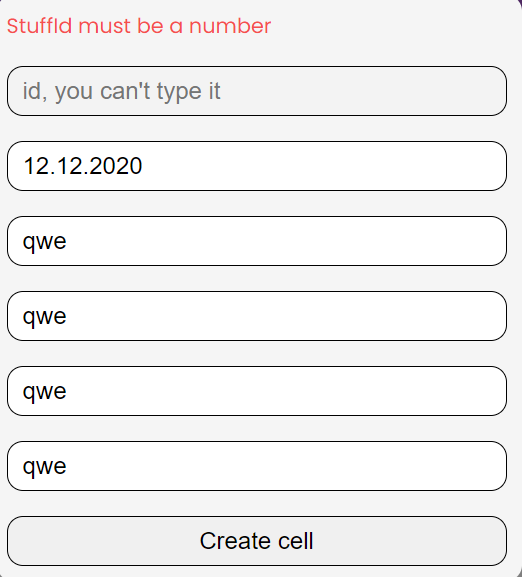 StuffId must be a number
id, you can't type it
12.12.2020
qwe
qwe
qwe
qwe
Create cell